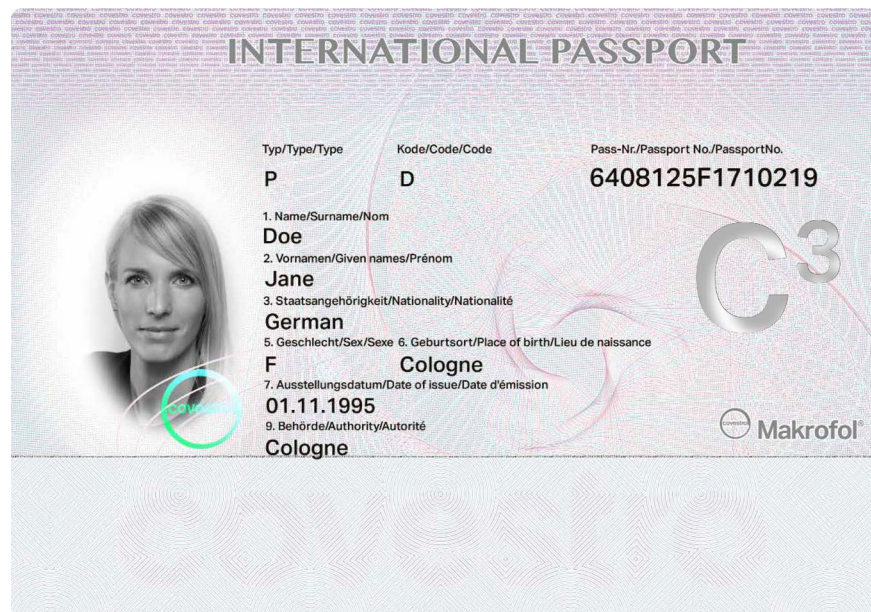 INTERNATIONAL PASSPORT
Typ/Type/Type Kode/Code/Code Pass-Nr./Passport No./PassportNo.
P D 6408125F1710219
1. Name/Surname/Nom
Doe
2. Vornamen/Given names/Prénom
Jane
3. Staatsangehörigkeit/Nationality/Nationalité
German
5. Geschlecht/Sex/Sexe 6. Geburtsort/Place of birth/Lieu de naissance
F Cologne
7. Ausstellungsdatum/Date of issue/Date d'émission
01.11.1995
9. Behörde/Authority/Autorité
Cologne
C³
covestro
covestro Makrofol®
covestro